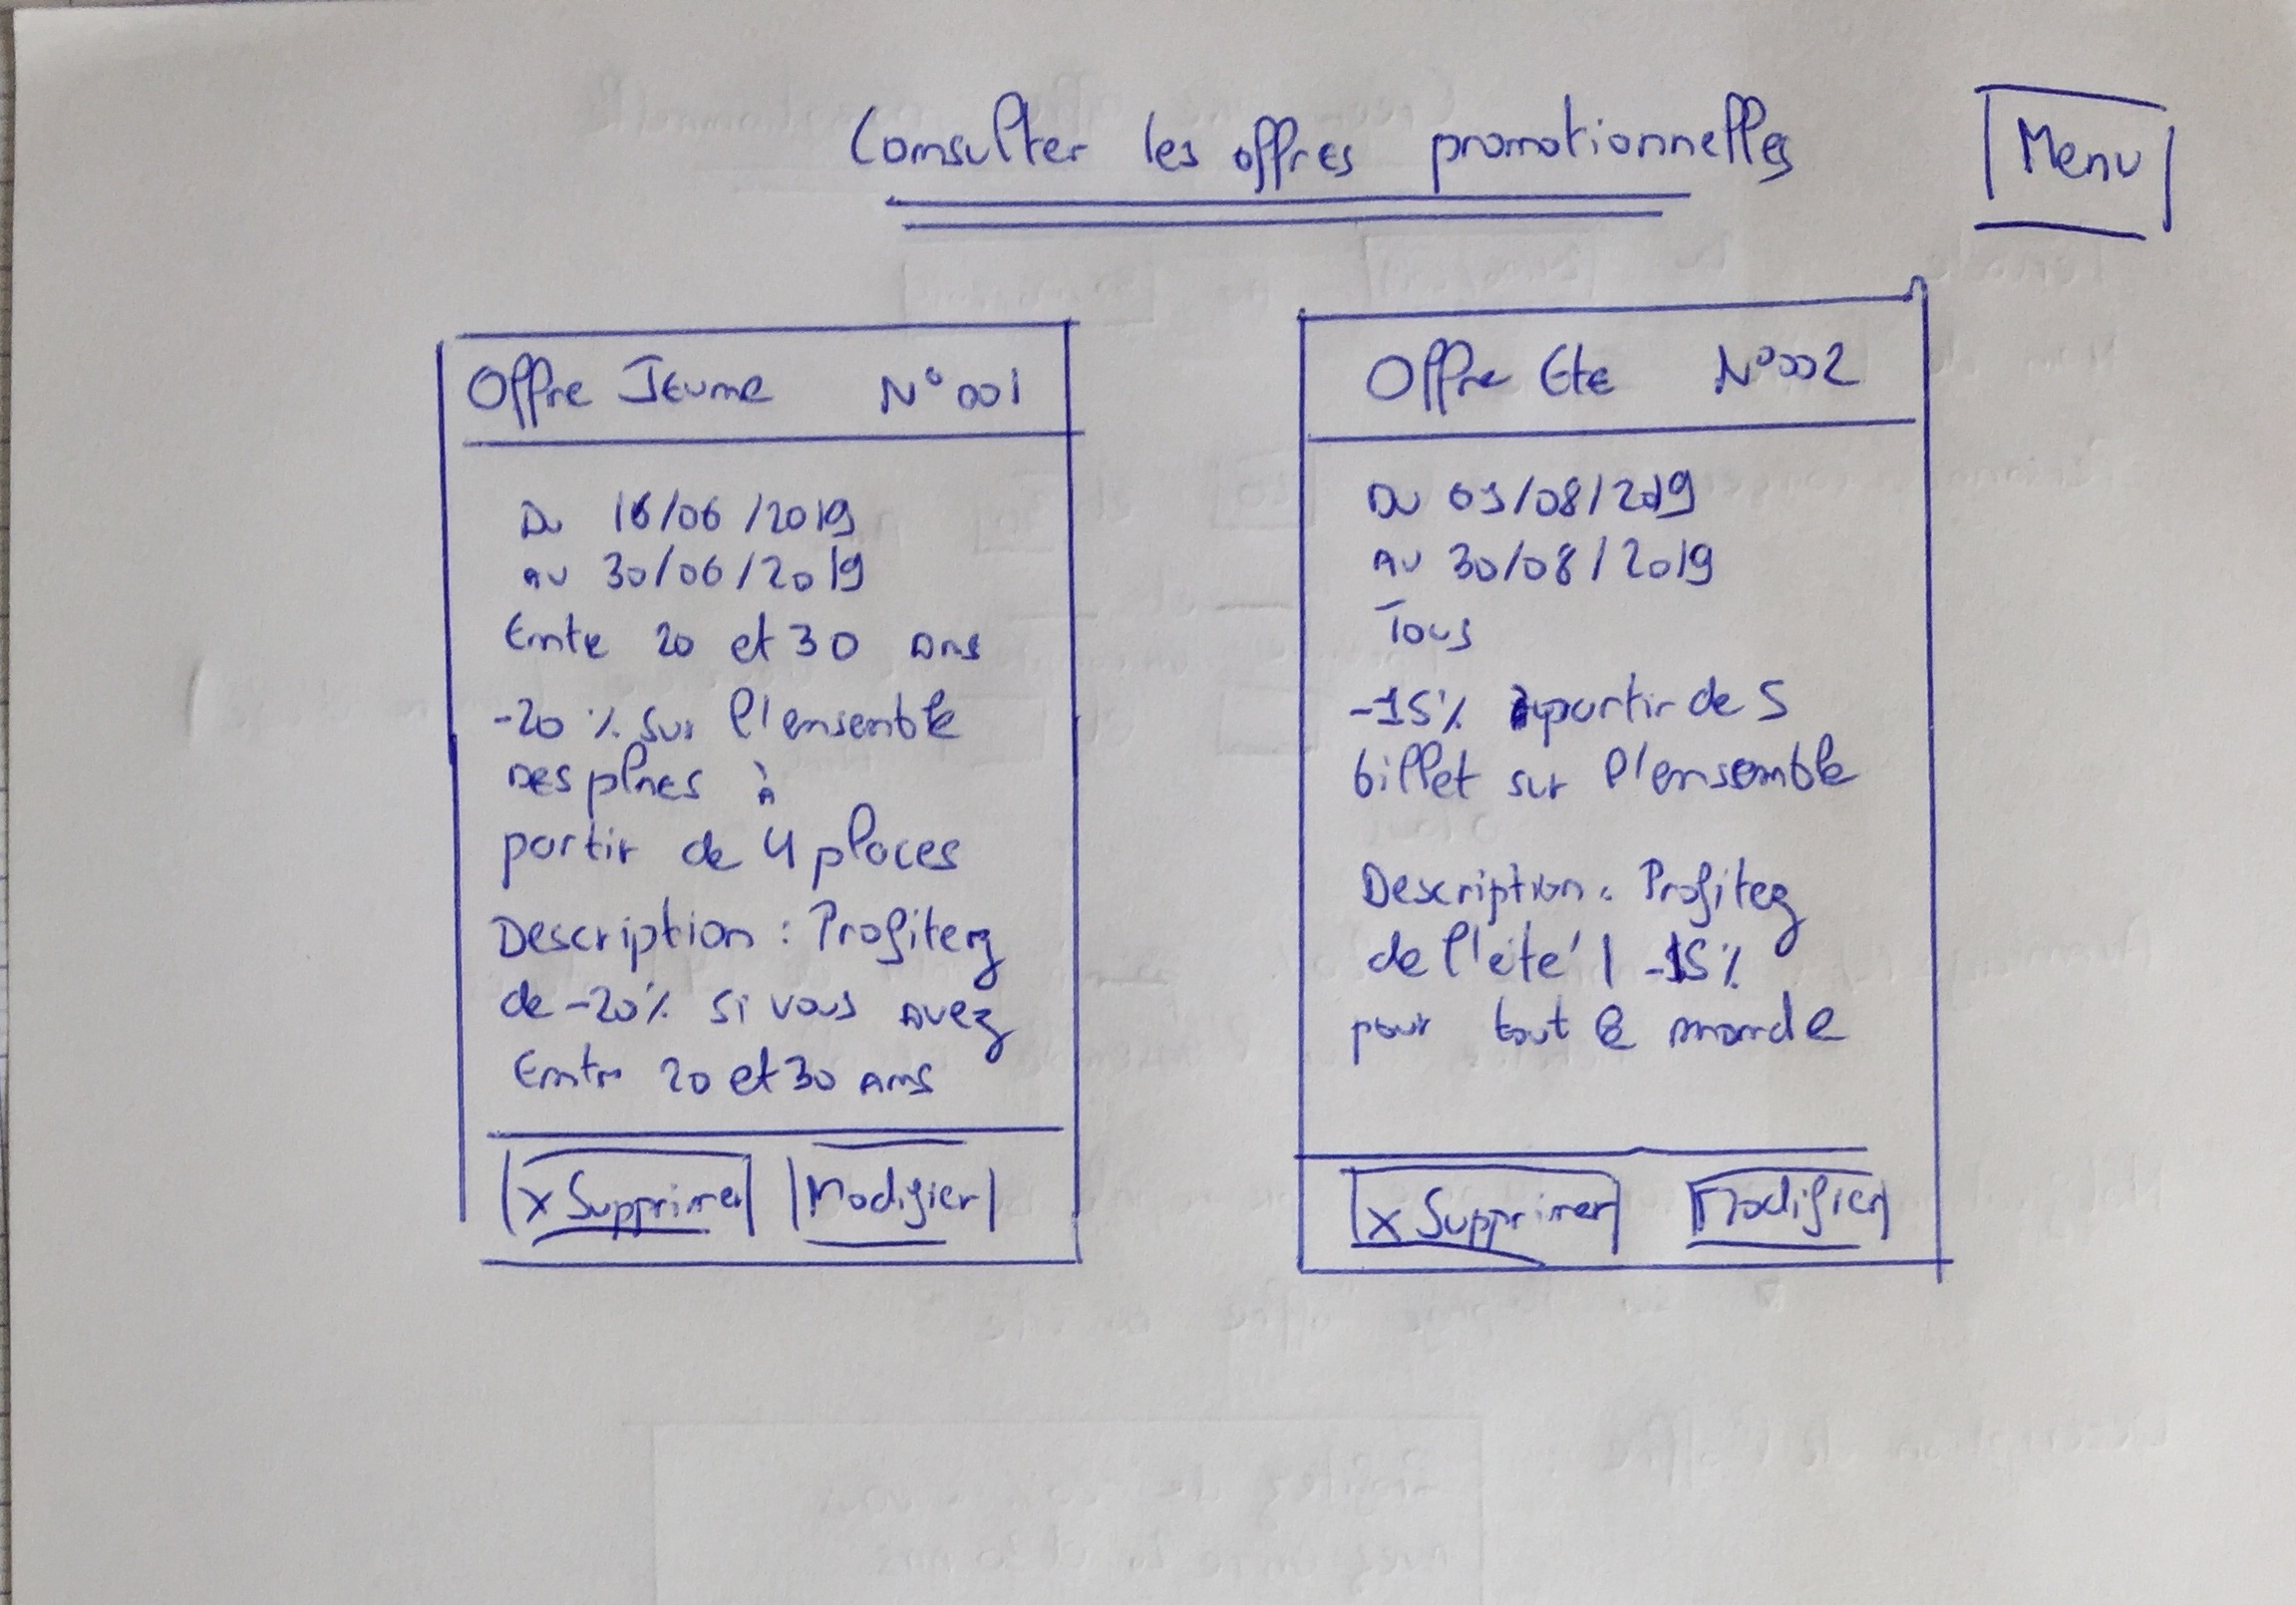 Consulter les offres promotionnelles
Menu
Offre Jeune N°001
Du 16/06/2019
au 30/06/2019
Entre 20 et 30 ans
-20% sur l'ensemble
des places à
partir de 4 places
Description : Profitez
de -20% si vous avez
Entre 20 et 30 ans
x Supprimer Modifier
Offre Ete N°002
Du 01/08/2019
Au 30/08/2019
Tous
-15% à partir de 5
billet sur l'ensemble
Description : Profitez
de l'été ! -15%
pour tout le monde
x Supprimer Modifier